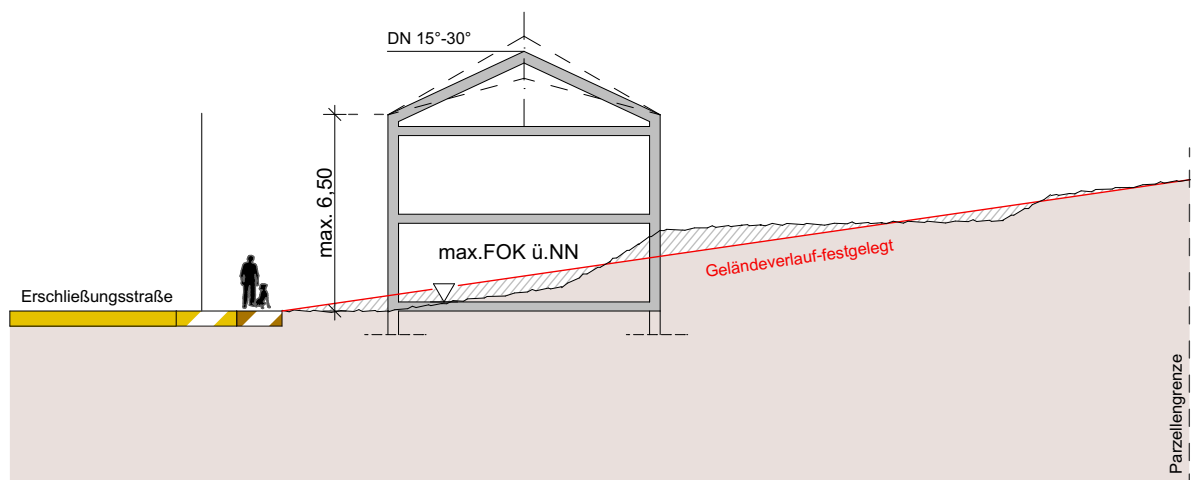 DN 15°-30°
max. 6,50
max.FOK ü.NN
Geländeverlauf-festgelegt
Erschließungsstraße
Parzellengrenze